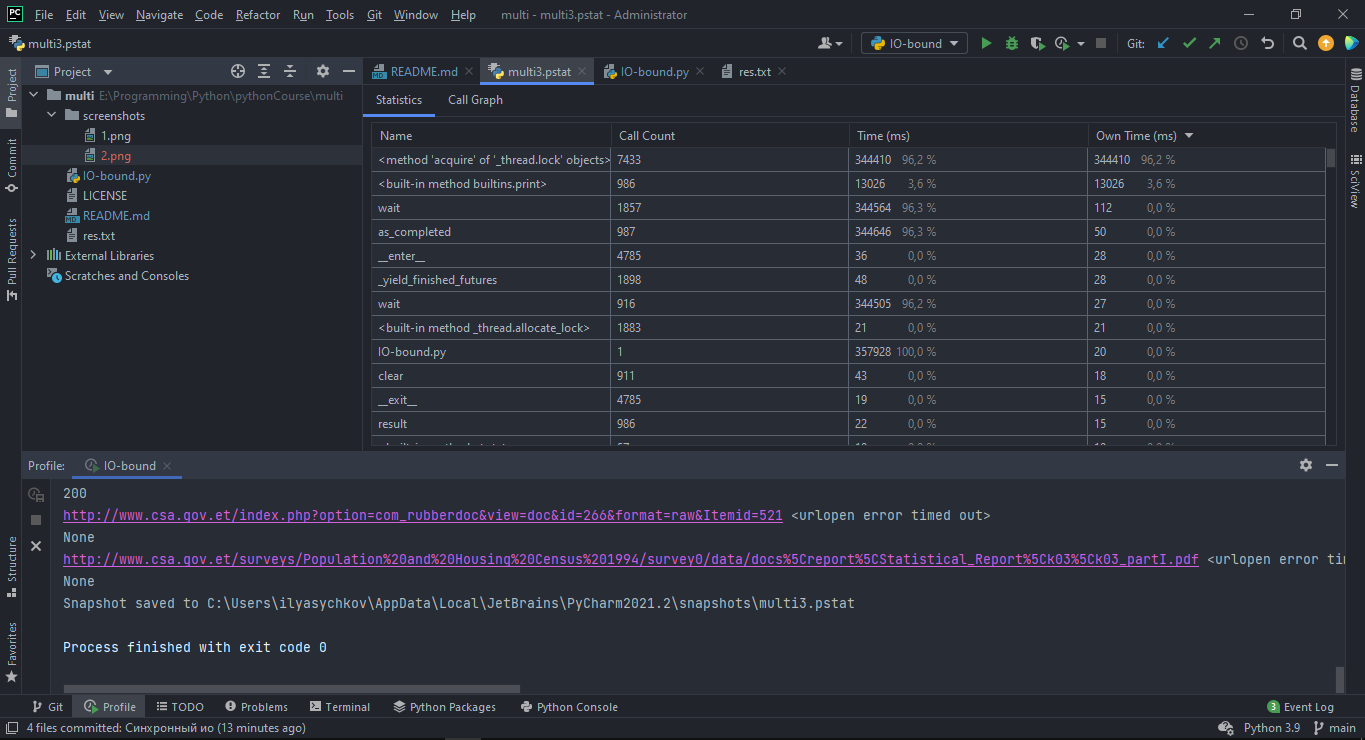 File Edit View Navigate Code Refactor Run Tools Git Window Help multi - multi3.pstat - Administrator
multi3.pstat IO-bound Git:
Project README.md multi3.pstat IO-bound.py res.txt
Statistics Call Graph
multi E:\Programming\Python\pythonCourse\multi
screenshots
1.png
2.png
IO-bound.py
LICENSE
README.md
res.txt
External Libraries
Scratches and Consoles
Name Call Count Time (ms) Own Time (ms)
<method 'acquire' of '_thread.lock' objects> 7433 344410 96,2 % 344410 96,2 %
<built-in method builtins.print> 986 13026 3,6 % 13026 3,6 %
wait 1857 344564 96,3 % 112 0,0 %
as_completed 987 344646 96,3 % 50 0,0 %
__enter__ 4785 36 0,0 % 28 0,0 %
_yield_finished_futures 1898 48 0,0 % 28 0,0 %
wait 916 344505 96,2 % 27 0,0 %
<built-in method _thread.allocate_lock> 1883 21 0,0 % 21 0,0 %
IO-bound.py 1 357928 100,0 % 20 0,0 %
clear 911 43 0,0 % 18 0,0 %
__exit__ 4785 19 0,0 % 15 0,0 %
result 986 22 0,0 % 15 0,0 %
Profile: IO-bound
200
http://www.csa.gov.et/index.php?option=com_rubberdoc&view=doc&id=266&format=raw&Itemid=521 <urlopen error timed out>
None
http://www.csa.gov.et/surveys/Population%20and%20Housing%20Census%201994/survey0/data/docs%5Creport%5CStatistical_Report%5Ck03%5Ck03_partI.pdf <urlopen error
None
Snapshot saved to C:\Users\ilyasychkov\AppData\Local\JetBrains\PyCharm2021.2\snapshots\multi3.pstat
Process finished with exit code 0
Git Profile TODO Problems Terminal Python Packages Python Console 3 Event Log
4 files committed: Синхронный ио (13 minutes ago) Python 3.9 main
Project
Commit
Pull Requests
Structure
Favorites
Database
SciView
PC